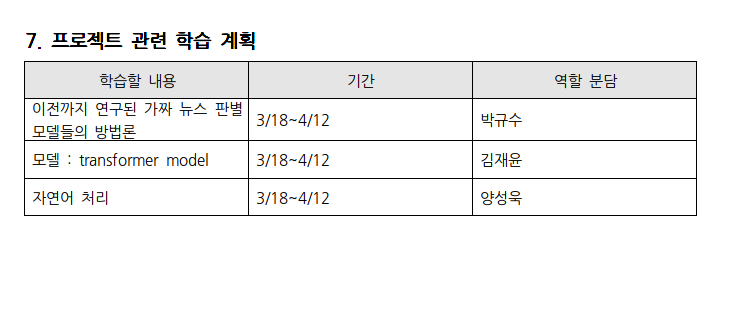 7. 프로젝트 관련 학습 계획
학습할 내용 기간 역할 분담
이전까지 연구된 가짜 뉴스 판별
모델들의 방법론 3/18~4/12 박규수
모델 : transformer model 3/18~4/12 김재윤
자연어 처리 3/18~4/12 양성욱